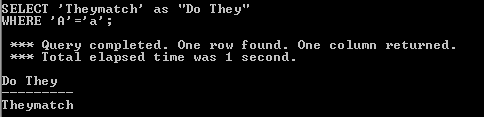 SELECT 'Theymatch' as "Do They"
WHERE 'A'='a';
*** Query completed. One row found. One column returned.
*** Total elapsed time was 1 second.
Do They
---------
Theymatch